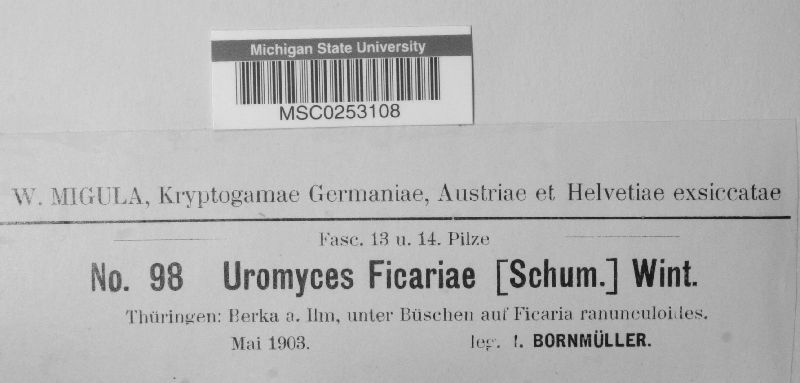 Michigan State University
MSC0253108
W. MIGULA, Kryptogamae Germaniae, Austriae et Helvetiae exsiccatae
Fasc. 13 u. 14. Pilze
No. 98 Uromyces Ficariae [Schum.] Wint.
Thüringen: Berka a. Ilm, unter Büschen auf Ficaria ranunculoides.
Mai 1903. leg. BORNMÜLLER.